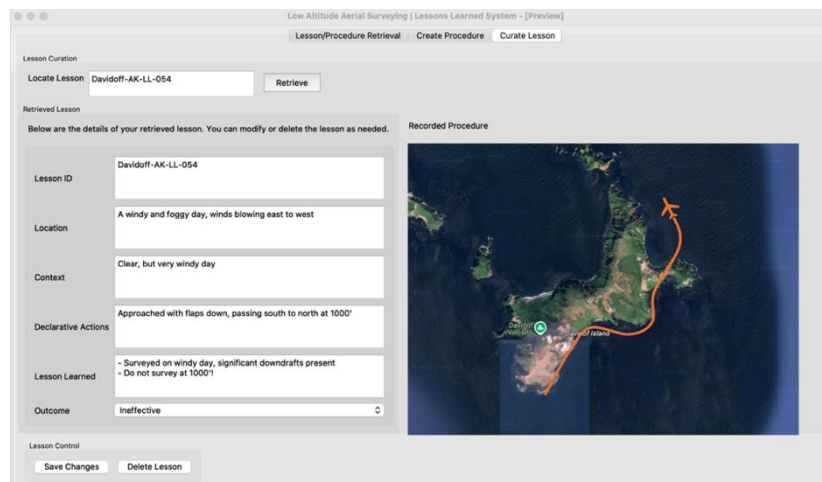 Low Altitude Aerial Surveying | Lessons Learned System - [Preview]
Lesson/Procedure Retrieval Create Procedure Curate Lesson
Lesson Curation
Locate Lesson Davidoff-AK-LL-054 Retrieve
Retrieved Lesson
Below are the details of your retrieved lesson. You can modify or delete the lesson as needed.
Recorded Procedure
Lesson ID Davidoff-AK-LL-054
Location A windy and foggy day, winds blowing east to west
Context Clear, but very windy day
Declarative Actions Approached with flaps down, passing south to north at 1000'
Lesson Learned - Surveyed on windy day, significant downdrafts present
- Do not survey at 1000'!
Outcome Ineffective
Davidof
Volcano
Davidof Island
Lesson Control
Save Changes Delete Lesson